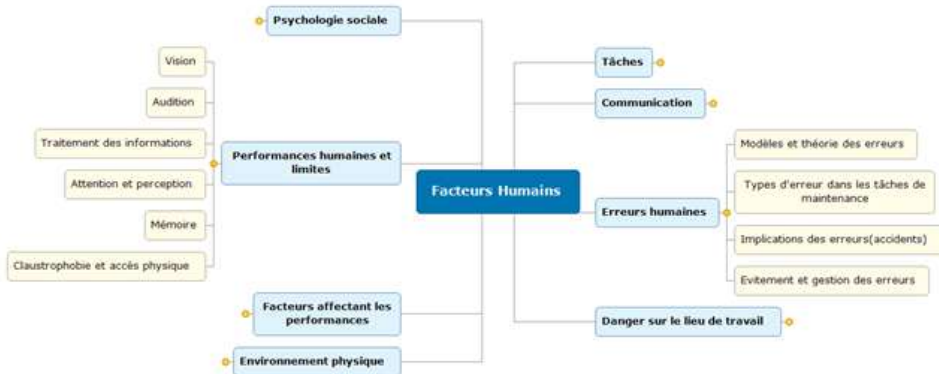 Psychologie sociale
Vision
Audition
Traitement des informations
Attention et perception
Mémoire
Claustrophobie et accès physique
Performances humaines et
limites
Facteurs affectant les
performances
Environnement physique
Facteurs Humains
Tâches
Communication
Erreurs humaines
Modèles et théorie des erreurs
Types d'erreur dans les tâches de
maintenance
Implications des erreurs(accidents)
Evitement et gestion des erreurs
Danger sur le lieu de travail